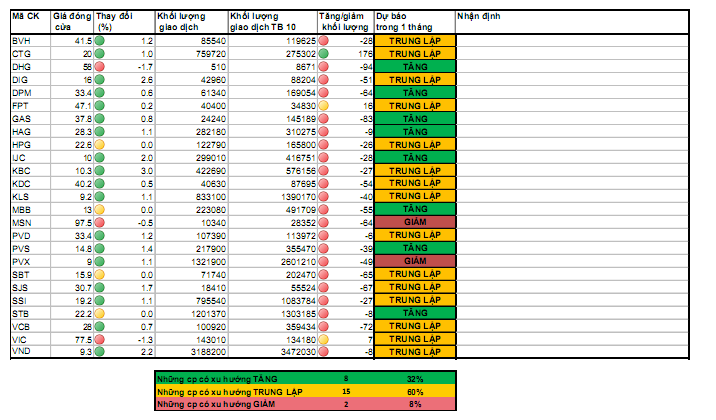 Mã CK Giá đóng cửa Thay đổi (%) Khối lượng giao dịch Khối lượng giao dịch TB 10 Tăng/giảm khối lượng Dự báo trong 1 tháng Nhận định
BVH 41.5 1.2 85540 119625 -28 TRUNG LẬP
CTG 20 1.0 759720 275302 176 TRUNG LẬP
DHG 58 -1.7 510 8671 -94 TĂNG
DIG 16 2.6 42960 88204 -51 TRUNG LẬP
DPM 33.4 0.6 61340 169054 -64 TĂNG
FPT 47.1 0.2 40400 34830 16 TRUNG LẬP
GAS 37.8 0.8 24240 145189 -83 TĂNG
HAG 28.3 1.1 282180 310275 -9 TĂNG
HPG 22.6 0.0 122790 165800 -26 TRUNG LẬP
IJC 10 2.0 299010 416751 -28 TĂNG
KBC 10.3 3.0 422690 576156 -27 TRUNG LẬP
KDC 40.2 0.5 40630 87695 -54 TRUNG LẬP
KLS 9.2 1.1 833100 1390170 -40 TRUNG LẬP
MBB 13 0.0 223080 491709 -55 TĂNG
MSN 97.5 -0.5 10340 28352 -64 GIẢM
PVD 33.4 1.2 107390 113972 -6 TRUNG LẬP
PVS 14.8 1.4 217900 355470 -39 TĂNG
PVX 9 1.1 1321900 2601210 -49 GIẢM
SBT 15.9 0.0 71740 202470 -65 TRUNG LẬP
SJS 30.7 1.7 18410 55524 -67 TRUNG LẬP
SSI 19.2 1.1 795540 1083784 -27 TRUNG LẬP
STB 22.2 0.0 1201370 1303185 -8 TĂNG
VCB 28 0.7 100920 359434 -72 TRUNG LẬP
VIC 77.5 -1.3 143010 134180 7 TRUNG LẬP
VND 9.3 2.2 3188200 3472030 -8 TRUNG LẬP
Những cp có xu hướng TĂNG 8 32%
Những cp có xu hướng TRUNG LẬP 15 60%
Những cp có xu hướng GIẢM 2 8%